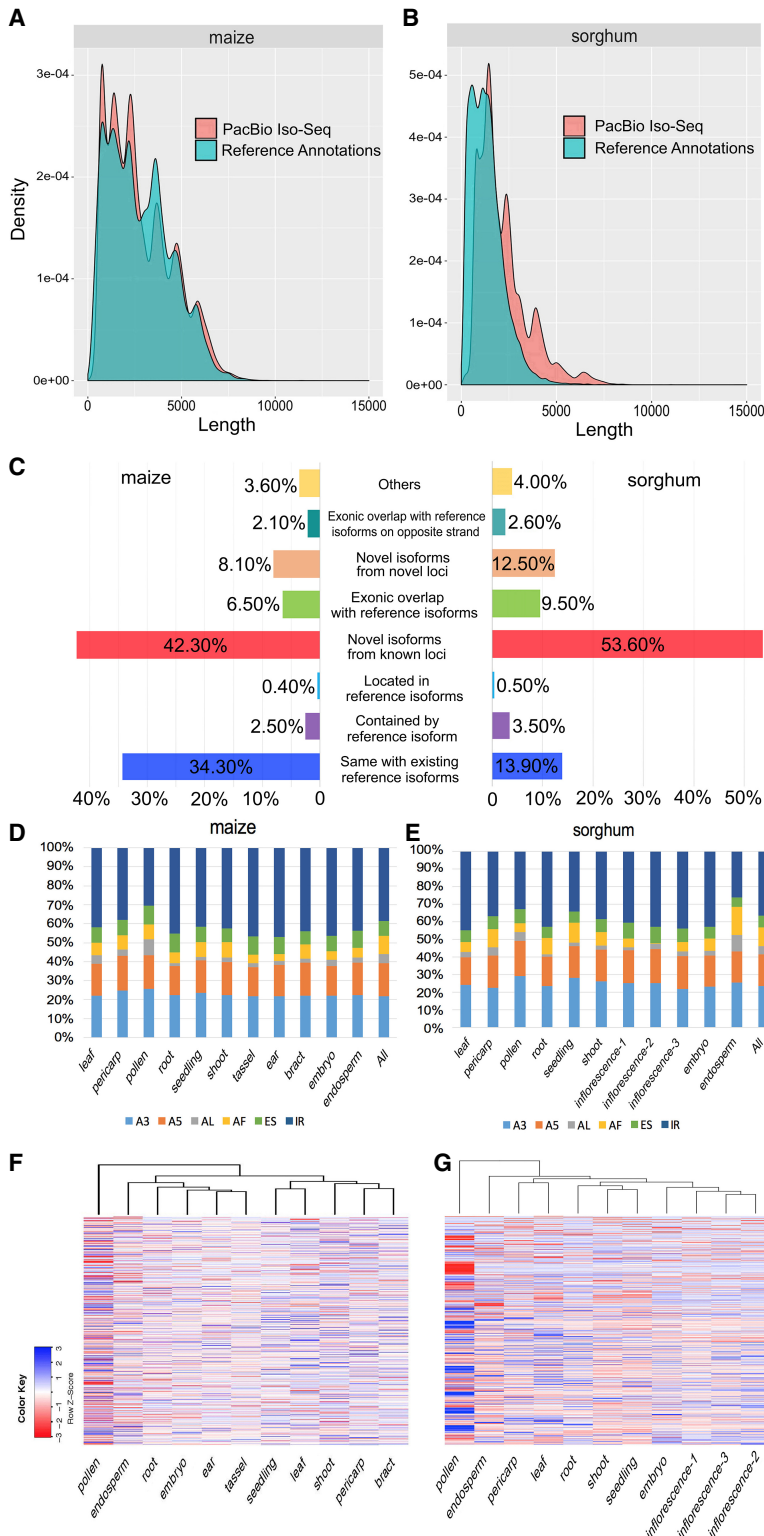 A
maize
3e-04
2e-04
1e-04
0e+00
Density
PacBio Iso-Seq
Reference Annotations
0
5000
10000
15000
Length
B
sorghum
5e-04
4e-04
3e-04
2e-04
1e-04
0e+00
PacBio Iso-Seq
Reference Annotations
0
5000
10000
15000
Length
C
maize
sorghum
3.60%
Others
4.00%
2.10%
Exonic overlap with reference
isoforms on opposite strand
2.60%
8.10%
Novel isoforms
from novel loci
12.50%
6.50%
Exonic overlap
with reference isoforms
9.50%
42.30%
Novel isoforms
from known loci
53.60%
0.40%
Located in
reference isoforms
0.50%
2.50%
Contained by
reference isoform
3.50%
34.30%
Same with existing
reference isoforms
13.90%
40% 30% 20% 10% 0
0 10% 20% 30% 40% 50%
D
maize
100%
90%
80%
70%
60%
50%
40%
30%
20%
10%
0%
leaf
pericarp
pollen
root
seedling
shoot
tassel
ear
bract
embryo
endosperm
All
A3 A5 AL AF ES IR
E
sorghum
100%
90%
80%
70%
60%
50%
40%
30%
20%
10%
0%
leaf
pericarp
pollen
root
seedling
shoot
inflorescence-1
inflorescence-2
inflorescence-3
embryo
endosperm
All
A3 A5 AL AF ES IR
F
Color Key
Row Z-Score
-3 -2 -1 0 1 2 3
pollen
endosperm
root
embryo
ear
tassel
seedling
leaf
shoot
pericarp
bract
G
pollen
endosperm
pericarp
leaf
root
shoot
seedling
embryo
inflorescence-1
inflorescence-3
inflorescence-2